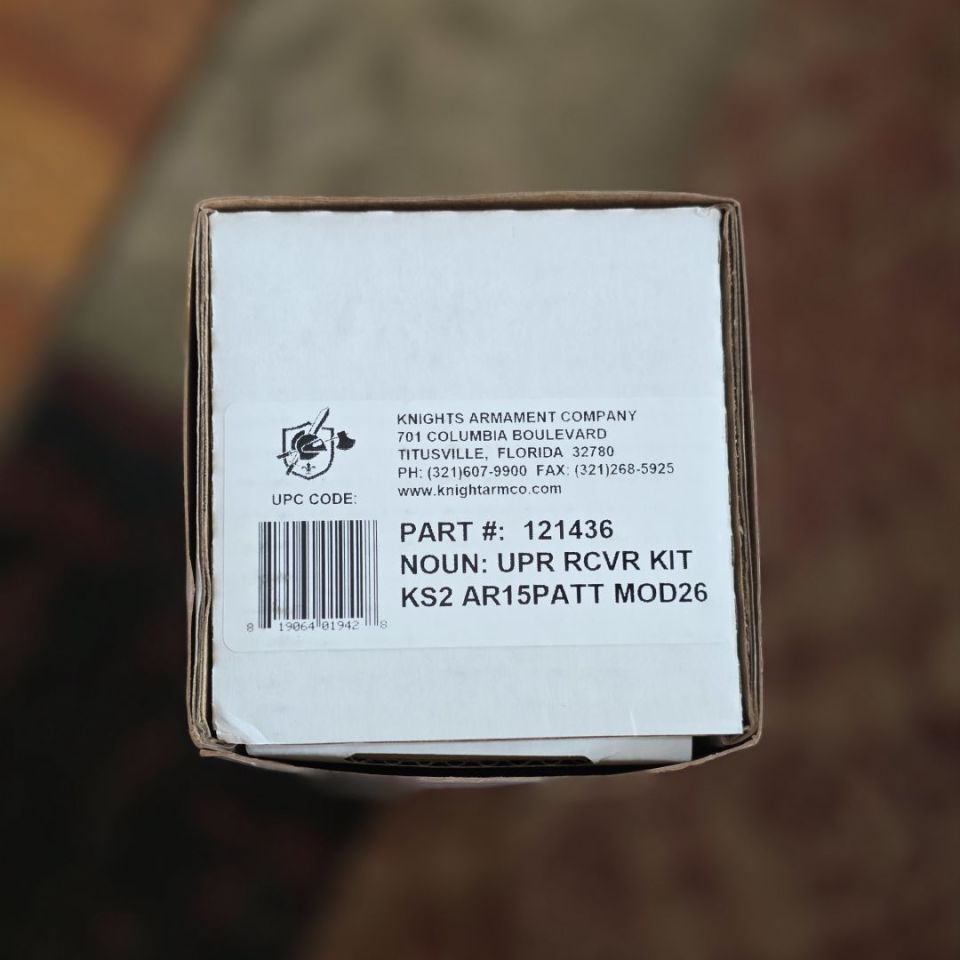 KNIGHTS ARMAMENT COMPANY
701 COLUMBIA BOULEVARD
TITUSVILLE, FLORIDA 32780
PH: (321)607-9900 FAX: (321)268-5925
www.knightarmco.com
UPC CODE:
PART #: 121436
NOUN: UPR RCVR KIT
KS2 AR15PATT MOD26
8 19064 01942 8